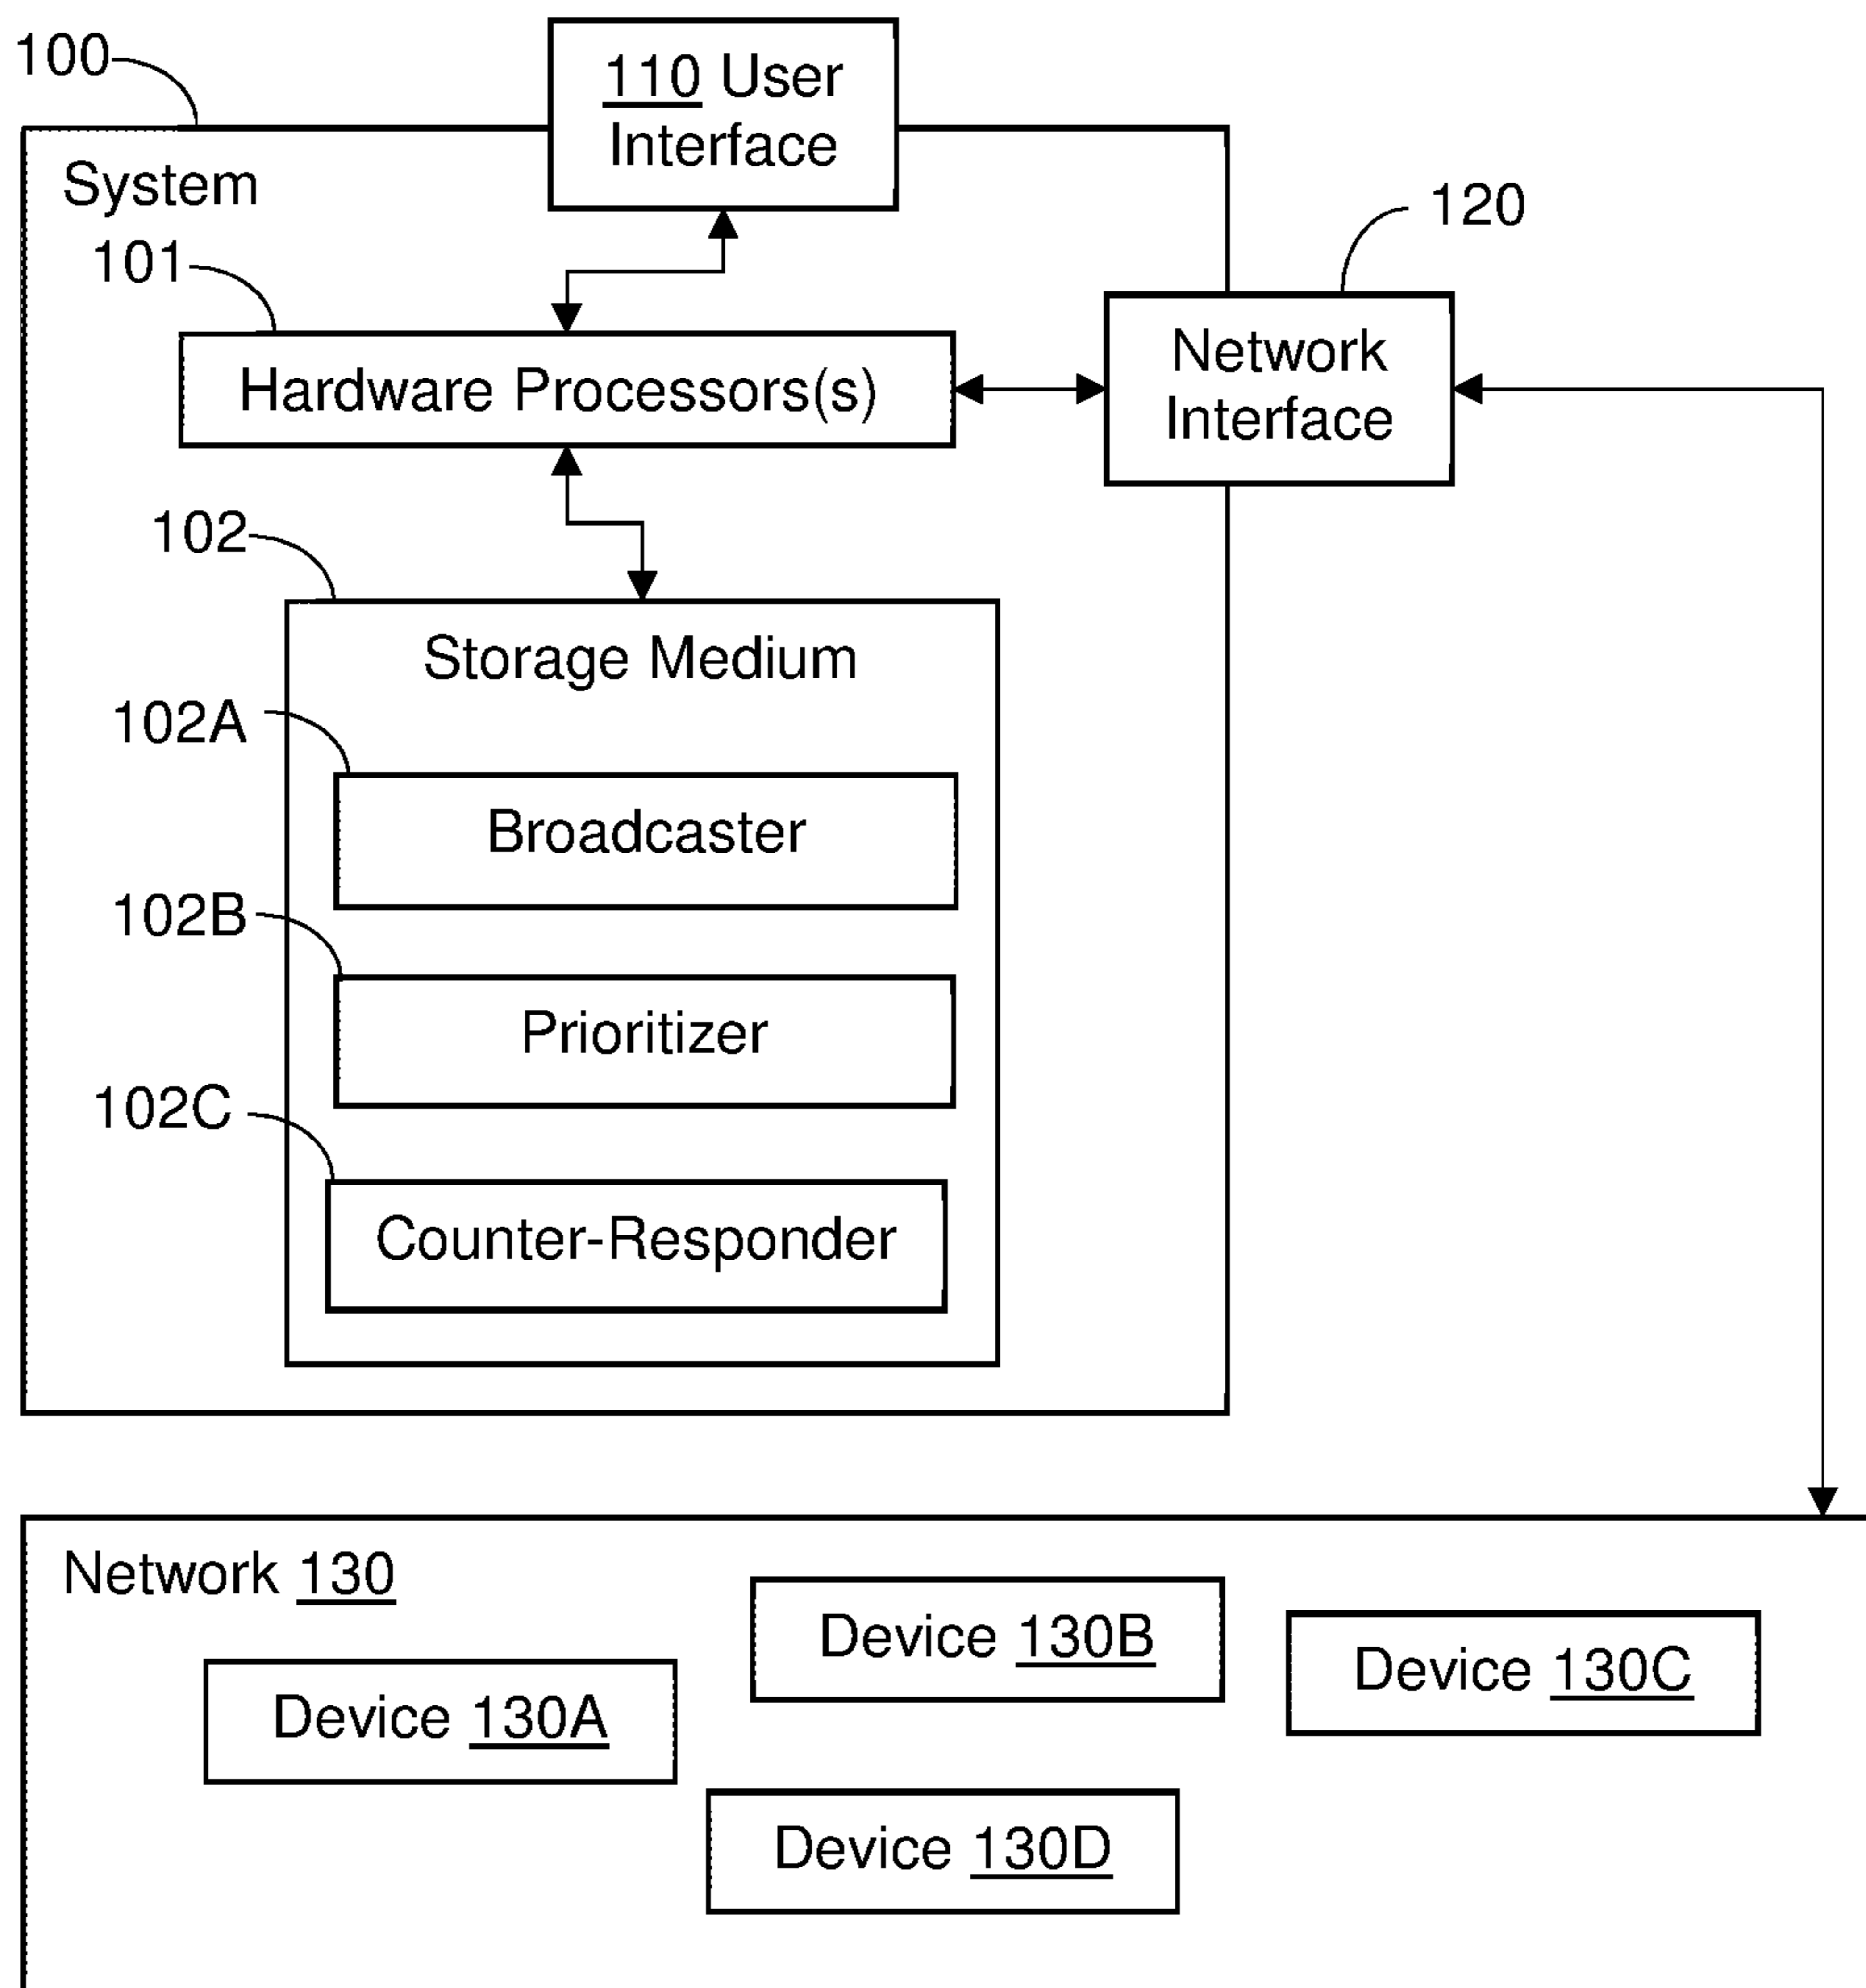 100
110 User
Interface
System
120
101
Network
Interface
Hardware Processors(s)
102
Storage Medium
102A
Broadcaster
102B
Prioritizer
102C
Counter-Responder
Network 130
Device 130B
Device 130C
Device 130A
Device 130D